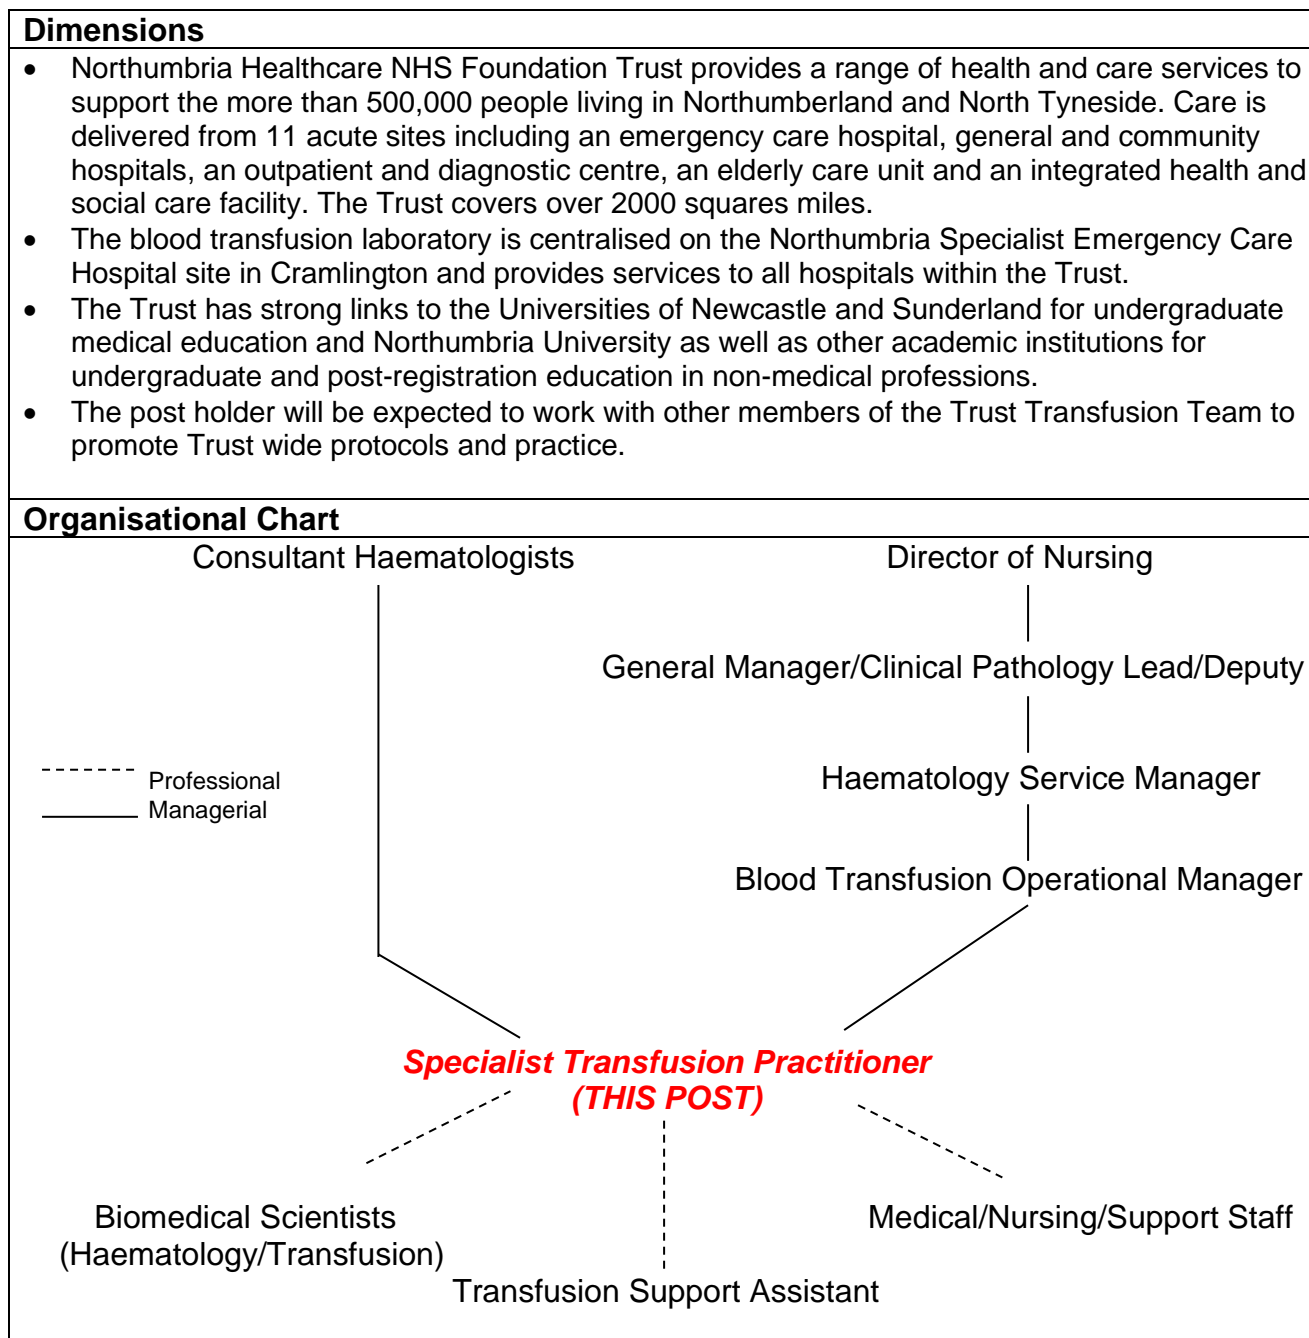 Dimensions
• Northumbria Healthcare NHS Foundation Trust provides a range of health and care services to
support the more than 500,000 people living in Northumberland and North Tyneside. Care is
delivered from 11 acute sites including an emergency care hospital, general and community
hospitals, an outpatient and diagnostic centre, an elderly care unit and an integrated health and
social care facility. The Trust covers over 2000 squares miles.
• The blood transfusion laboratory is centralised on the Northumbria Specialist Emergency Care
Hospital site in Cramlington and provides services to all hospitals within the Trust.
• The Trust has strong links to the Universities of Newcastle and Sunderland for undergraduate
medical education and Northumbria University as well as other academic institutions for
undergraduate and post-registration education in non-medical professions.
• The post holder will be expected to work with other members of the Trust Transfusion Team to
promote Trust wide protocols and practice.
Organisational Chart
Consultant Haematologists
Director of Nursing
General Manager/Clinical Pathology Lead/Deputy
Haematology Service Manager
Professional
Managerial
Blood Transfusion Operational Manager
Specialist Transfusion Practitioner
(THIS POST)
Biomedical Scientists
(Haematology/Transfusion)
Medical/Nursing/Support Staff
Transfusion Support Assistant